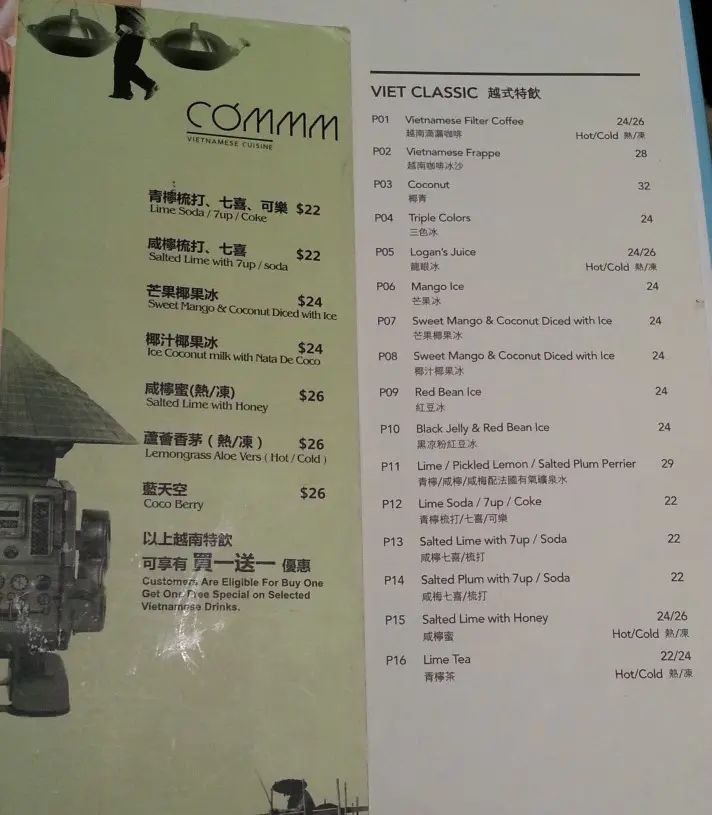 CÓMMM
VIETNAMESE CUISINE
青檸梳打、七喜、可樂 $22
Lime Soda / 7up / Coke
咸檸梳打、七喜 $22
Salted Lime with 7up / soda
芒果椰果冰 $24
Sweet Mango & Coconut Diced with Ice
椰汁椰果冰 $24
Ice Coconut milk with Nata De Coco
咸檸蜜(熱/凍) $26
Salted Lime with Honey
蘆薈香茅 ( 熱/凍 ) $26
Lemongrass Aloe Vers ( Hot / Cold )
藍天空 $26
Coco Berry
以上越南特飲
可享有 買一送一 優惠
Customers Are Eligible For Buy One
Get One Free Special on Selected
Vietnamese Drinks.
VIET CLASSIC 越式特飲
P01 Vietnamese Filter Coffee 24/26
越南滴漏咖啡 Hot/Cold 熱/凍
P02 Vietnamese Frappe 28
越南咖啡冰沙
P03 Coconut 32
椰青
P04 Triple Colors 24
三色冰
P05 Logan's Juice 24/26
龍眼冰 Hot/Cold 熱/凍
P06 Mango Ice 24
芒果冰
P07 Sweet Mango & Coconut Diced with Ice 24
芒果椰果冰
P08 Sweet Mango & Coconut Diced with Ice 24
椰汁椰果冰
P09 Red Bean Ice 24
紅豆冰
P10 Black Jelly & Red Bean Ice 24
黑涼粉紅豆冰
P11 Lime / Pickled Lemon / Salted Plum Perrier 29
青檸/咸檸/咸梅配法國有氣礦泉水
P12 Lime Soda / 7up / Coke 22
青檸梳打/七喜/可樂
P13 Salted Lime with 7up / Soda 22
咸檸七喜/梳打
P14 Salted Plum with 7up / Soda 22
咸梅七喜/梳打
P15 Salted Lime with Honey 24/26
咸檸蜜 Hot/Cold 熱/凍
P16 Lime Tea 22/24
青檸茶 Hot/Cold 熱/凍